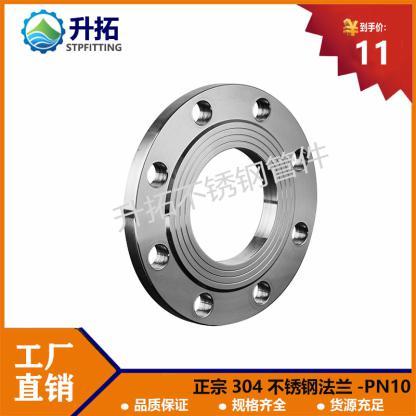 升拓
STPFITTING
¥到手价:
11
升拓不锈钢管件
工厂
直销
正宗 304 不锈钢法兰 -PN10
品质保证 规格齐全 货源充足